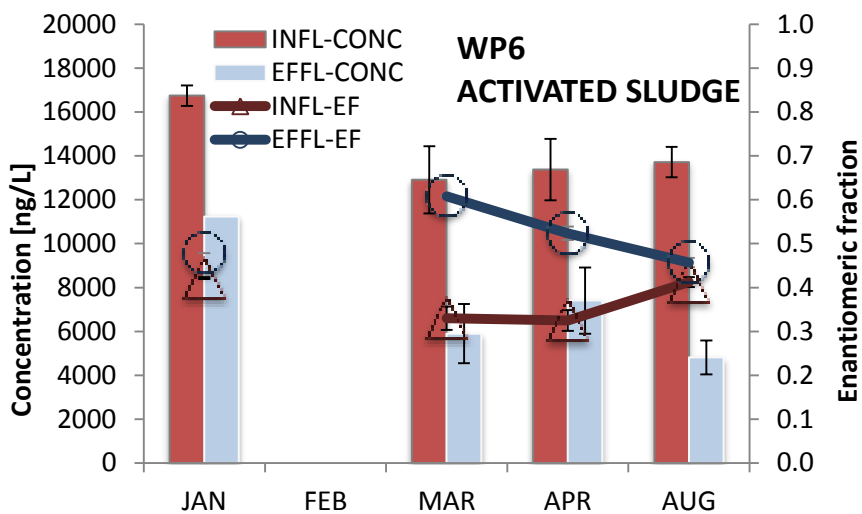 WP6
ACTIVATED SLUDGE
INFL-CONC
EFFL-CONC
INFL-EF
EFFL-EF
Concentration [ng/L]
20000
18000
16000
14000
12000
10000
8000
6000
4000
2000
0
Enantiomeric fraction
1.0
0.9
0.8
0.7
0.6
0.5
0.4
0.3
0.2
0.1
0.0
JAN FEB MAR APR AUG